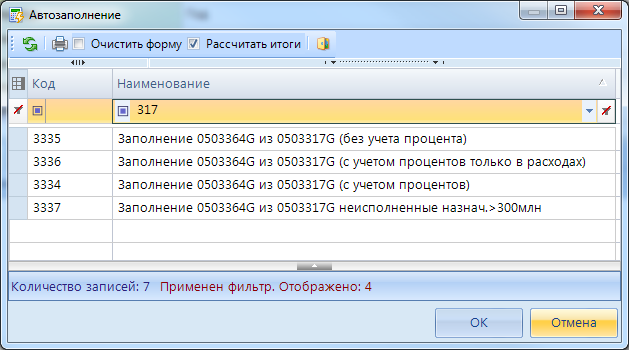 Автозаполнение
Очистить форму Рассчитать итоги
Код Наименование
317
3335 Заполнение 0503364G из 0503317G (без учета процента)
3336 Заполнение 0503364G из 0503317G (с учетом процентов только в расходах)
3334 Заполнение 0503364G из 0503317G (с учетом процентов)
3337 Заполнение 0503364G из 0503317G неисполненные назнач.>300млн
Количество записей: 7 Применен фильтр. Отображено: 4
OK Отмена